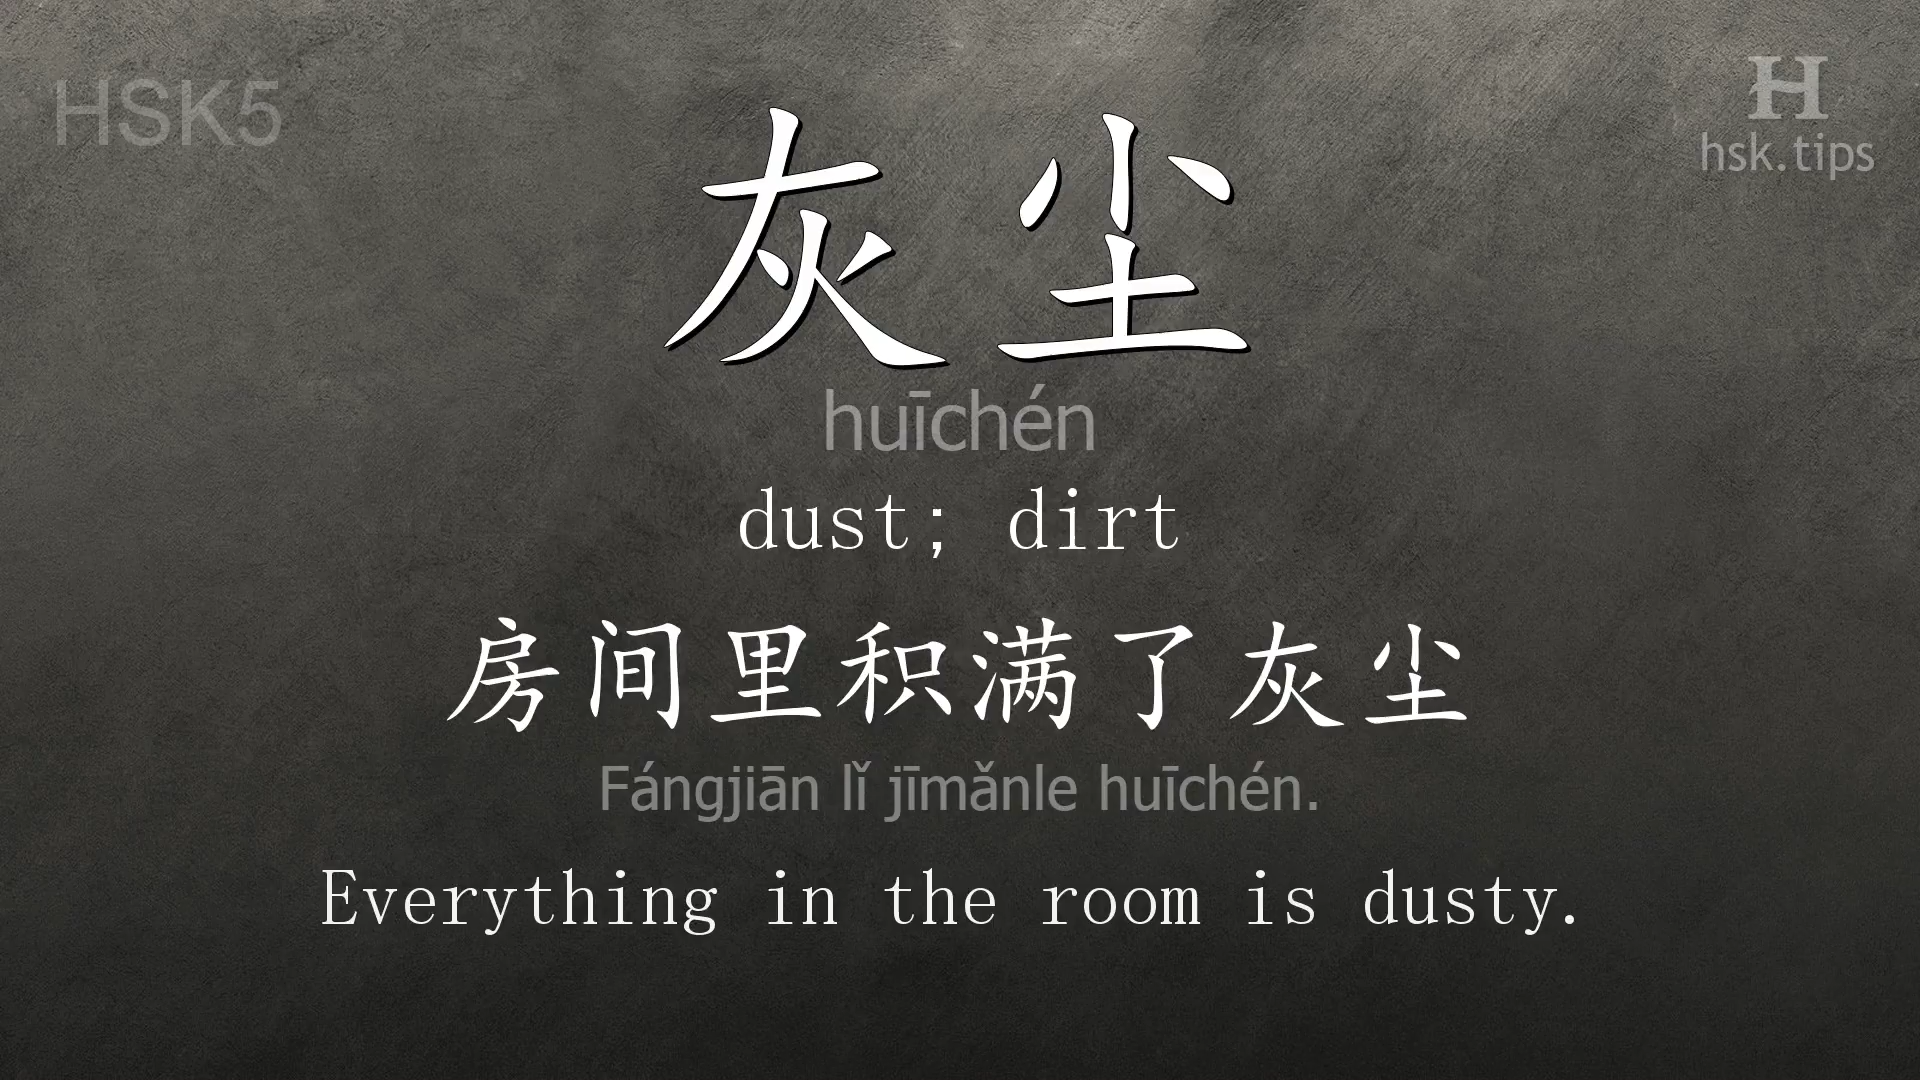 HSK5
H
hsk.tips
灰尘
huīchén
dust; dirt
房间里积满了灰尘
Fángjiān lǐ jīmǎnle huīchén.
Everything in the room is dusty.